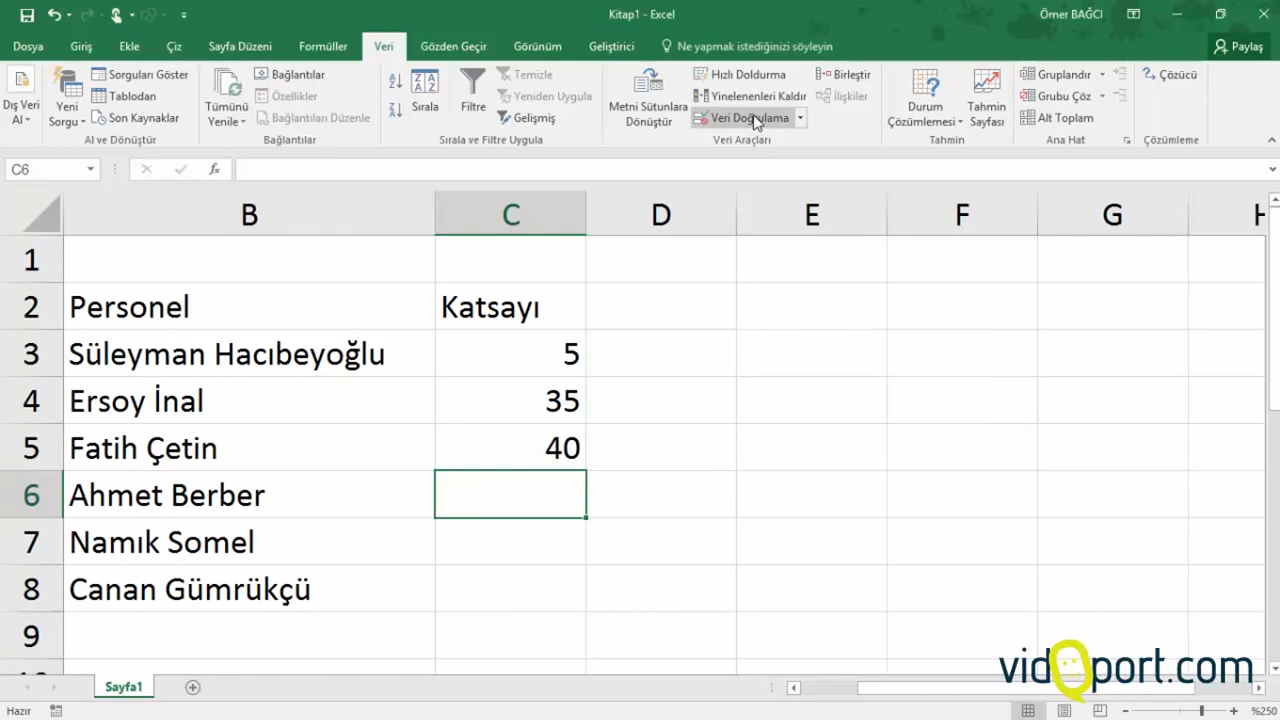 Kitap1 - Excel
Ömer BAĞCI
Dosya Giriş Ekle Çiz Sayfa Düzeni Formüller Veri Gözden Geçir Görünüm Geliştirici Ne yapmak istediğinizi söyleyin Paylaş
Dış Veri Al
Yeni Sorgu
Sorguları Göster
Tablodan
Son Kaynaklar
Al ve Dönüştür
Tümünü Yenile
Bağlantılar
Özellikler
Bağlantıları Düzenle
Bağlantılar
Sırala
Filtre
Temizle
Yeniden Uygula
Gelişmiş
Sırala ve Filtre Uygula
Metni Sütunlara Dönüştür
Hızlı Doldurma
Yinelenenleri Kaldır
Veri Doğrulama
Birleştir
İlişkiler
Veri Araçları
Durum Çözümlemesi
Tahmin Sayfası
Tahmin
Gruplandır
Grubu Çöz
Alt Toplam
Ana Hat
Çözücü
Çözümleme
C6 fx
B C D E F G H
1
2 Personel Katsayı
3 Süleyman Hacıbeyoğlu 5
4 Ersoy İnal 35
5 Fatih Çetin 40
6 Ahmet Berber
7 Namık Somel
8 Canan Gümrükçü
9
vidoport.com
Sayfa1
Hazır %250